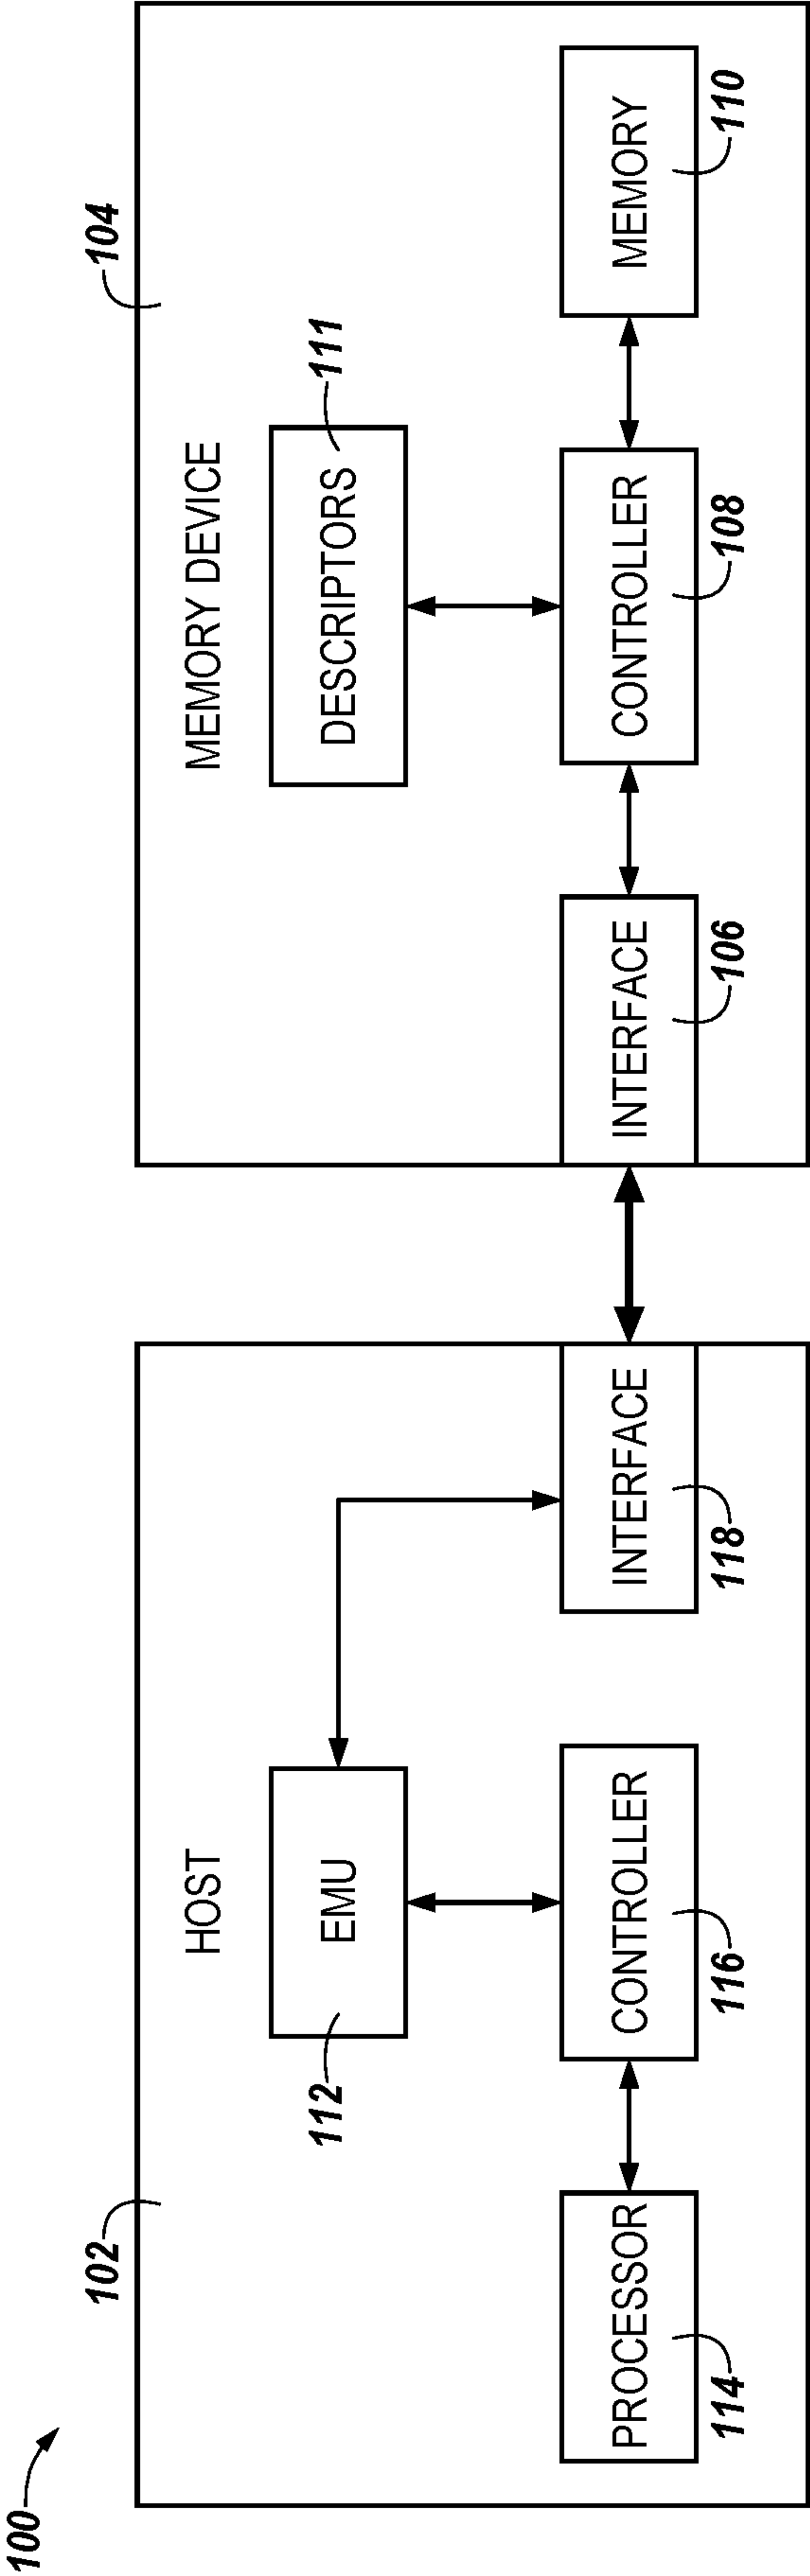 100
102
104
HOST
MEMORY DEVICE
112
EMU
DESCRIPTORS
111
PROCESSOR
CONTROLLER
INTERFACE
INTERFACE
CONTROLLER
MEMORY
114
116
118
106
108
110